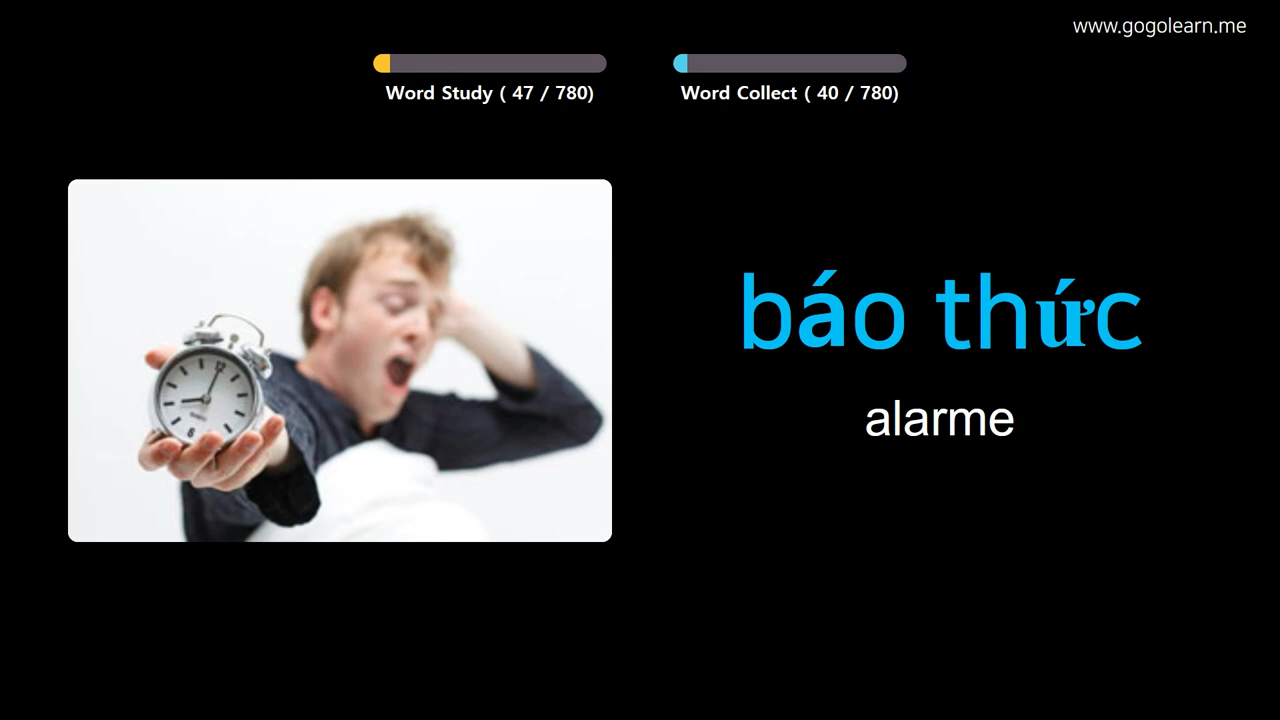 www.gogolearn.me
Word Study ( 47 / 780)
Word Collect ( 40 / 780)
báo thức
alarme